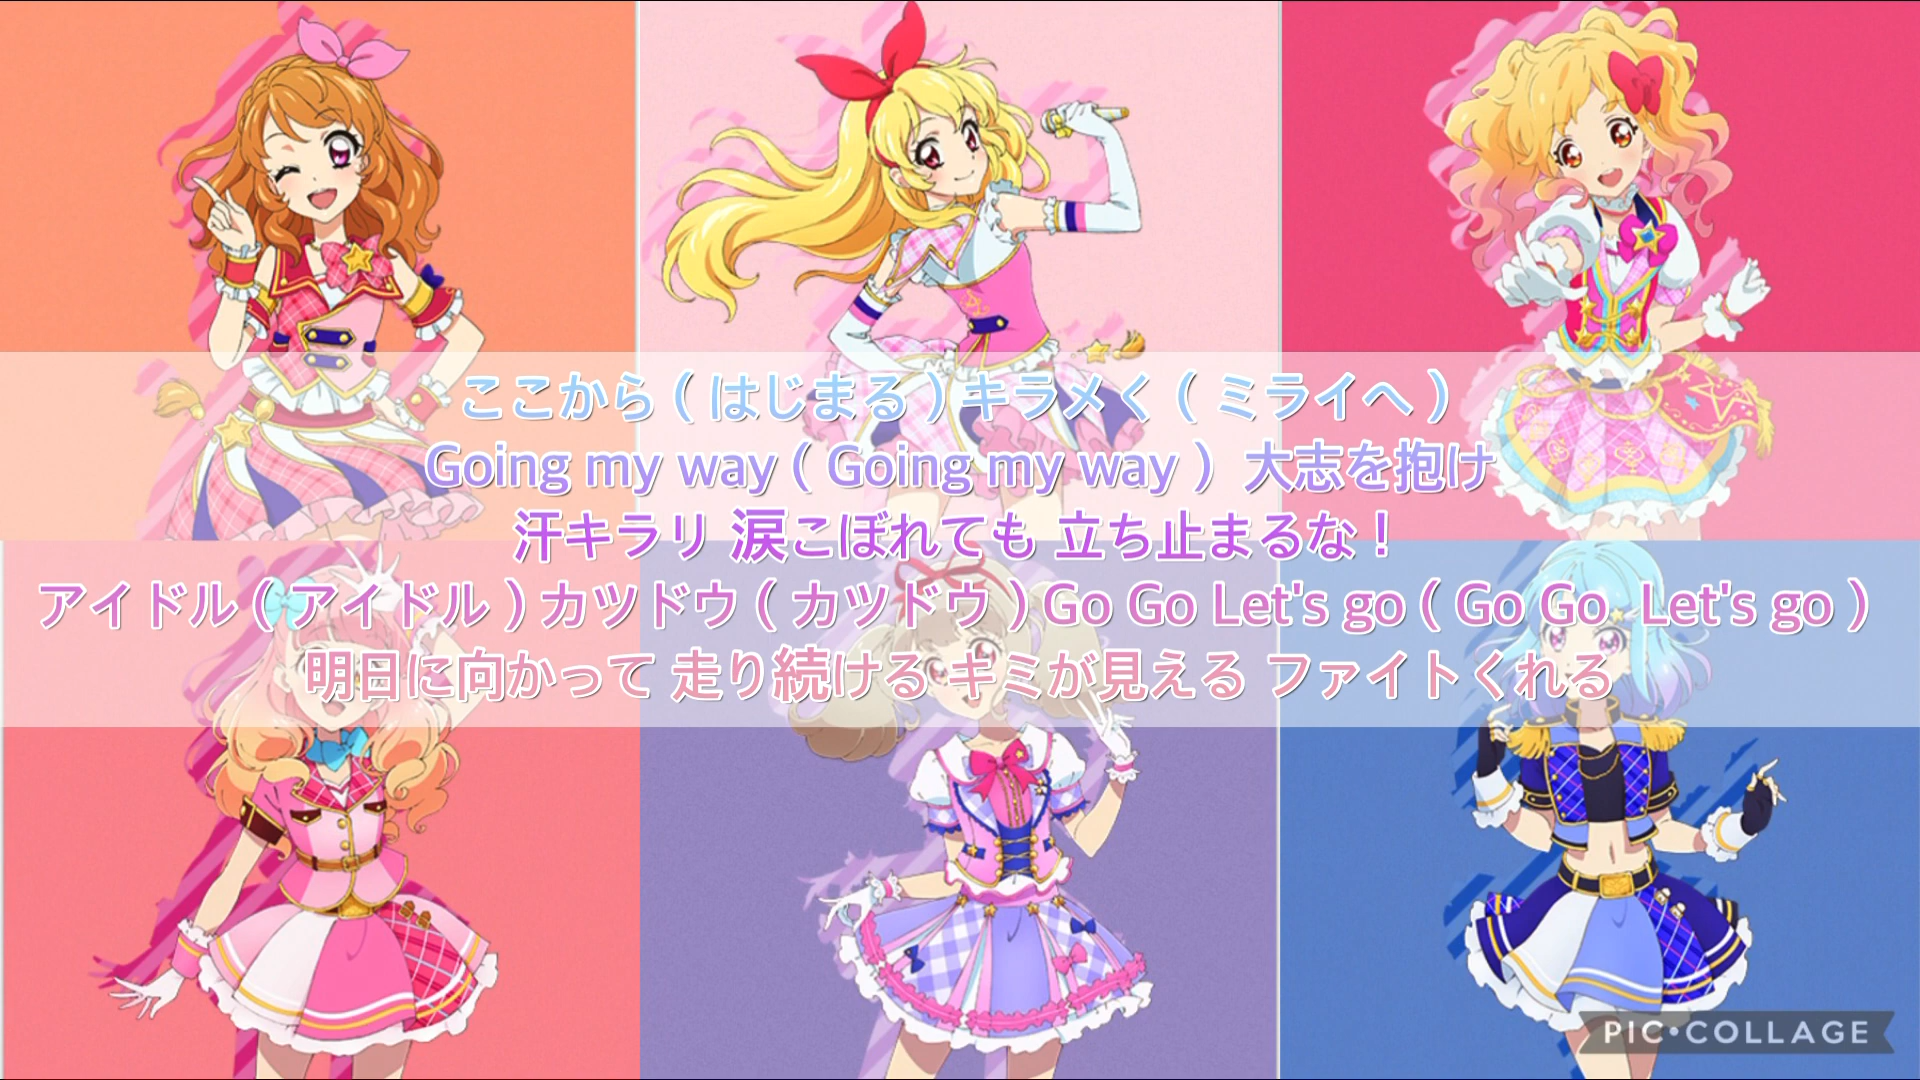 ここから ( はじまる ) キラメく ( ミライへ )
Going my way ( Going my way ) 大志を抱け
汗キラリ 涙こぼれても 立ち止まるな！
アイドル ( アイドル ) カツドウ ( カツドウ ) Go Go Let's go ( Go Go Let's go )
明日に向かって 走り続ける キミが見える ファイトくれる
PIC•COLLAGE